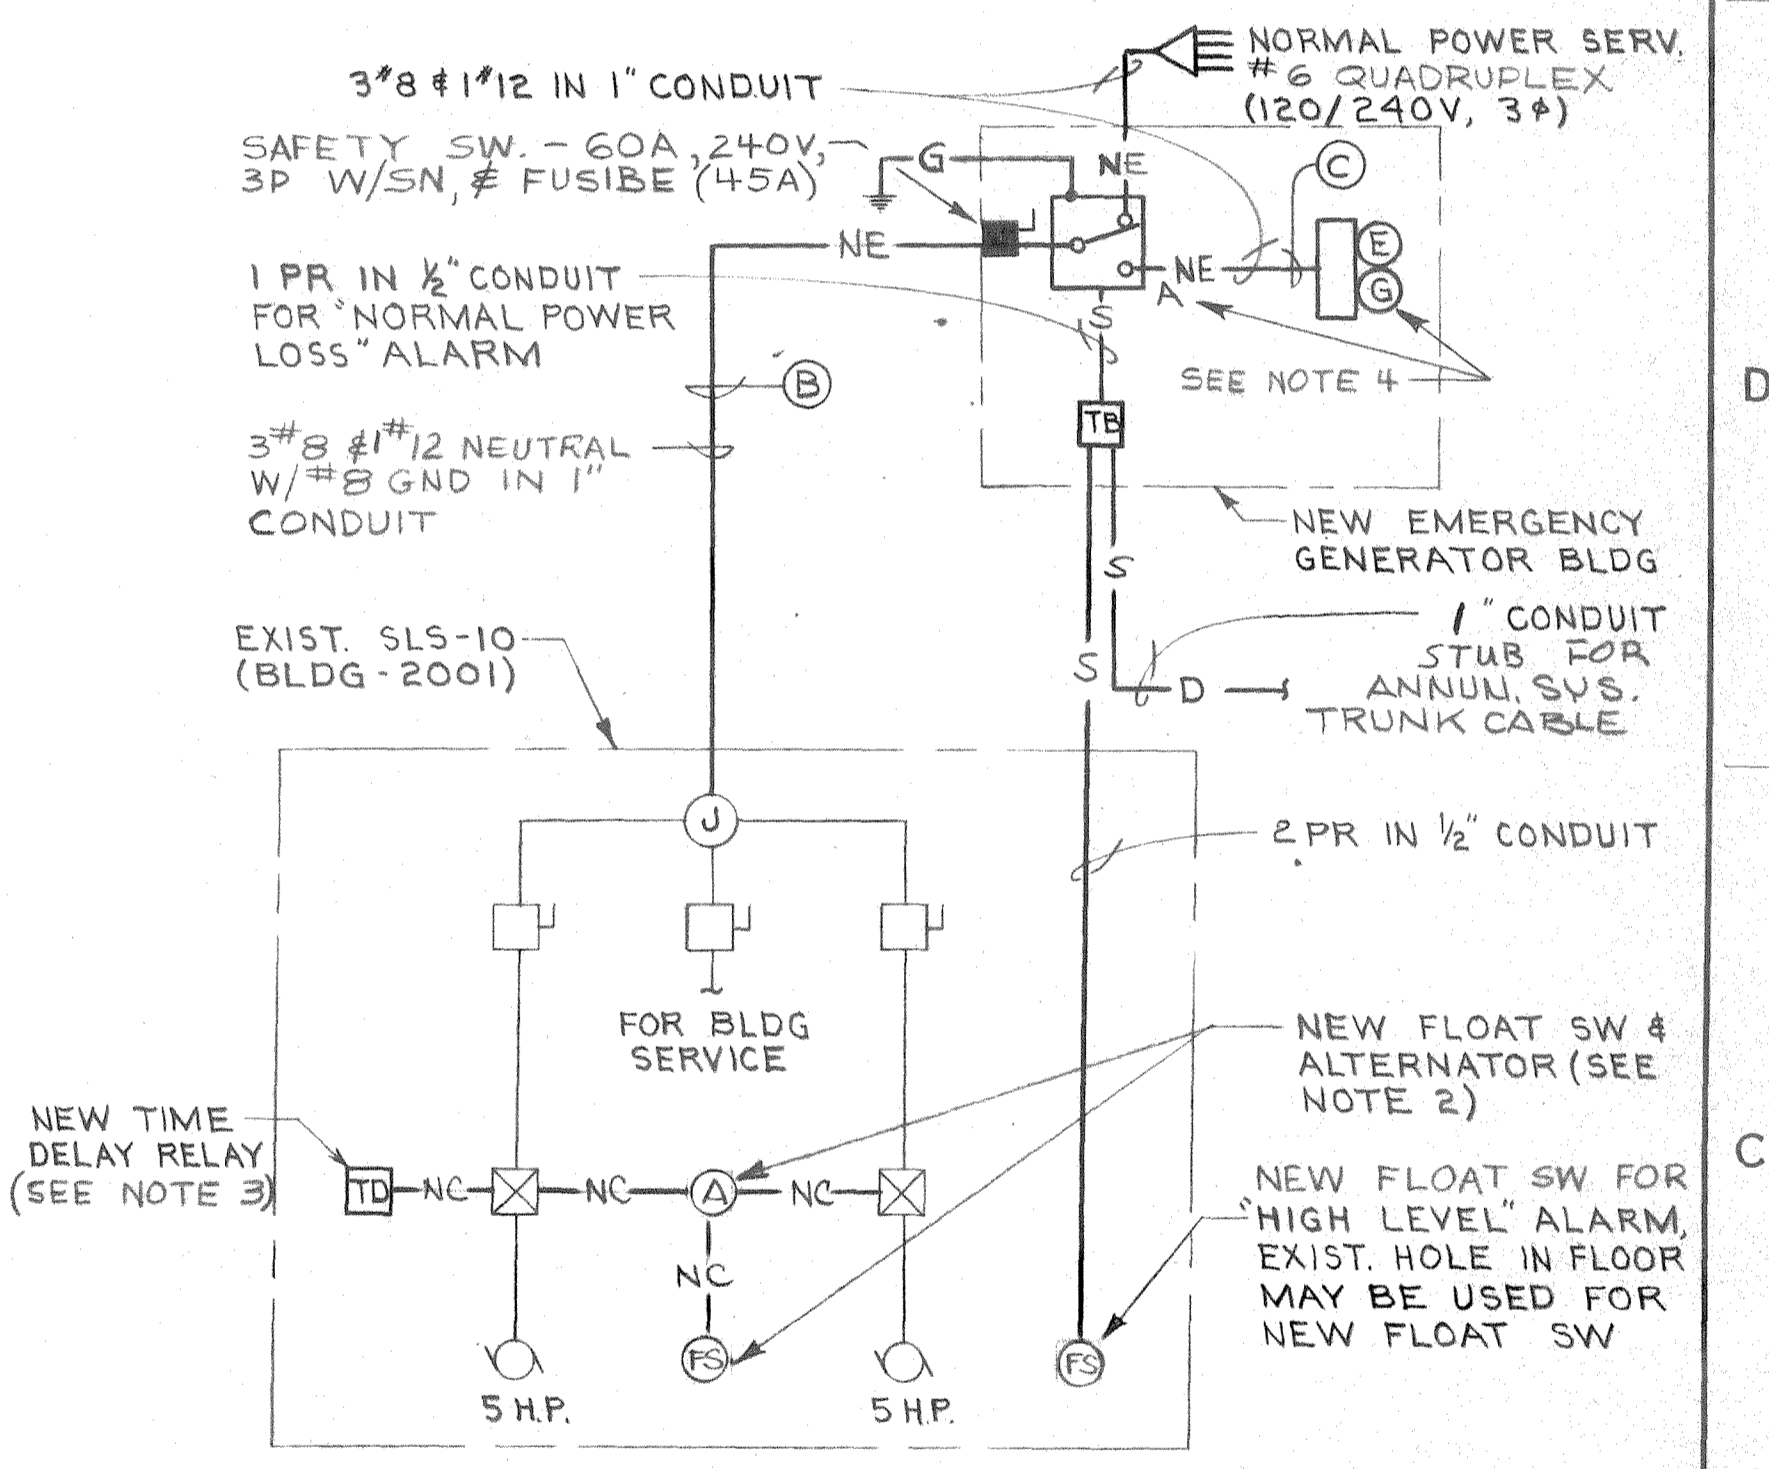 NORMAL POWER SERV.
#6 QUADRUPLEX
(120/240V, 3φ)
3#8 & 1#12 IN 1" CONDUIT
SAFETY SW. - 60A, 240V,
3P W/SN, & FUSIBE (45A)
G
NE
C
NE
NE
A
E
G
S
1 PR IN ½" CONDUIT
FOR "NORMAL POWER
LOSS" ALARM
B
SEE NOTE 4
TB
D
3#8 & 1#12 NEUTRAL
W/#8 GND IN 1"
CONDUIT
NEW EMERGENCY
GENERATOR BLDG
S
S
D
1" CONDUIT
STUB FOR
ANNUN. SYS.
TRUNK CABLE
EXIST. SLS-10
(BLDG-2001)
J
2 PR IN ½" CONDUIT
FOR BLDG
SERVICE
NEW FLOAT SW &
ALTERNATOR (SEE
NOTE 2)
NEW TIME
DELAY RELAY
(SEE NOTE 3)
TD
NC
NC
A
NC
NC
C
NEW FLOAT SW FOR
"HIGH LEVEL" ALARM,
EXIST. HOLE IN FLOOR
MAY BE USED FOR
NEW FLOAT SW
FS
FS
5 H.P.
5 H.P.